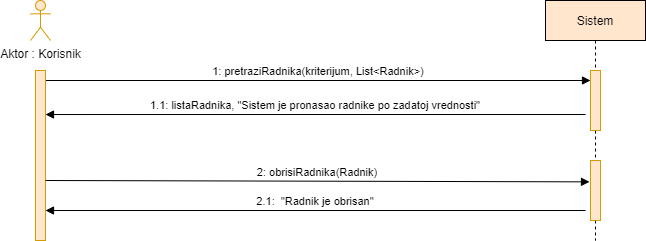 Sistem
Aktor : Korisnik
1: pretraziRadnika(kriterijum, List<Radnik>)
1.1: listaRadnika, "Sistem je pronasao radnike po zadatoj vrednosti"
2: obrisiRadnika(Radnik)
2.1: "Radnik je obrisan"